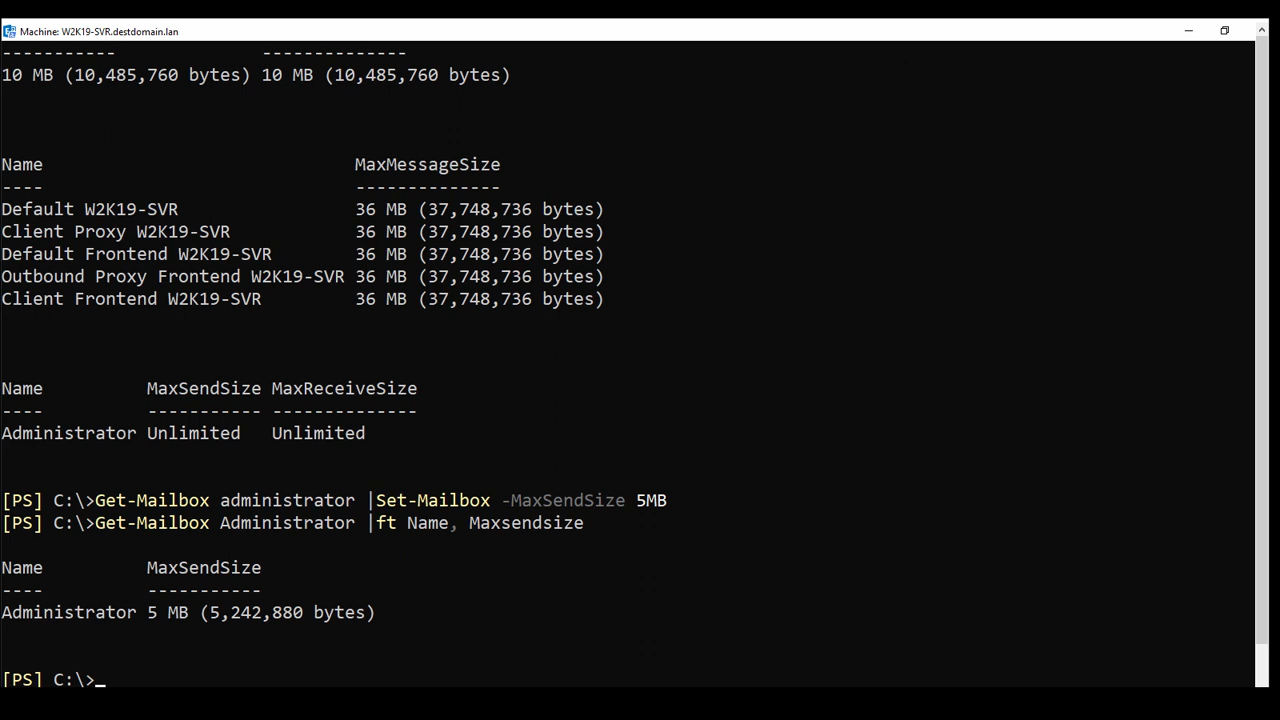 Machine: W2K19-SVR.destdomain.lan
----------- --------------
10 MB (10,485,760 bytes) 10 MB (10,485,760 bytes)
Name MaxMessageSize
---- --------------
Default W2K19-SVR 36 MB (37,748,736 bytes)
Client Proxy W2K19-SVR 36 MB (37,748,736 bytes)
Default Frontend W2K19-SVR 36 MB (37,748,736 bytes)
Outbound Proxy Frontend W2K19-SVR 36 MB (37,748,736 bytes)
Client Frontend W2K19-SVR 36 MB (37,748,736 bytes)
Name MaxSendSize MaxReceiveSize
---- ----------- --------------
Administrator Unlimited Unlimited
[PS] C:\>Get-Mailbox administrator |Set-Mailbox -MaxSendSize 5MB
[PS] C:\>Get-Mailbox Administrator |ft Name, Maxsendsize
Name MaxSendSize
---- -----------
Administrator 5 MB (5,242,880 bytes)
[PS] C:\>_